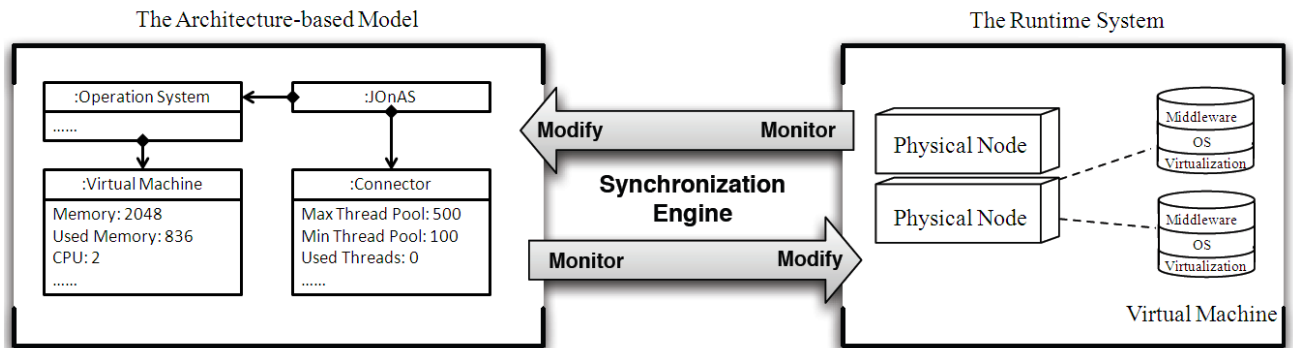 The Architecture-based Model
:Operation System
......
:JOnAS
:Virtual Machine
Memory: 2048
Used Memory: 836
CPU: 2
......
:Connector
Max Thread Pool: 500
Min Thread Pool: 100
Used Threads: 0
......
Modify
Monitor
Synchronization
Engine
Monitor
Modify
The Runtime System
Physical Node
Physical Node
Middleware
OS
Virtualization
Middleware
OS
Virtualization
Virtual Machine